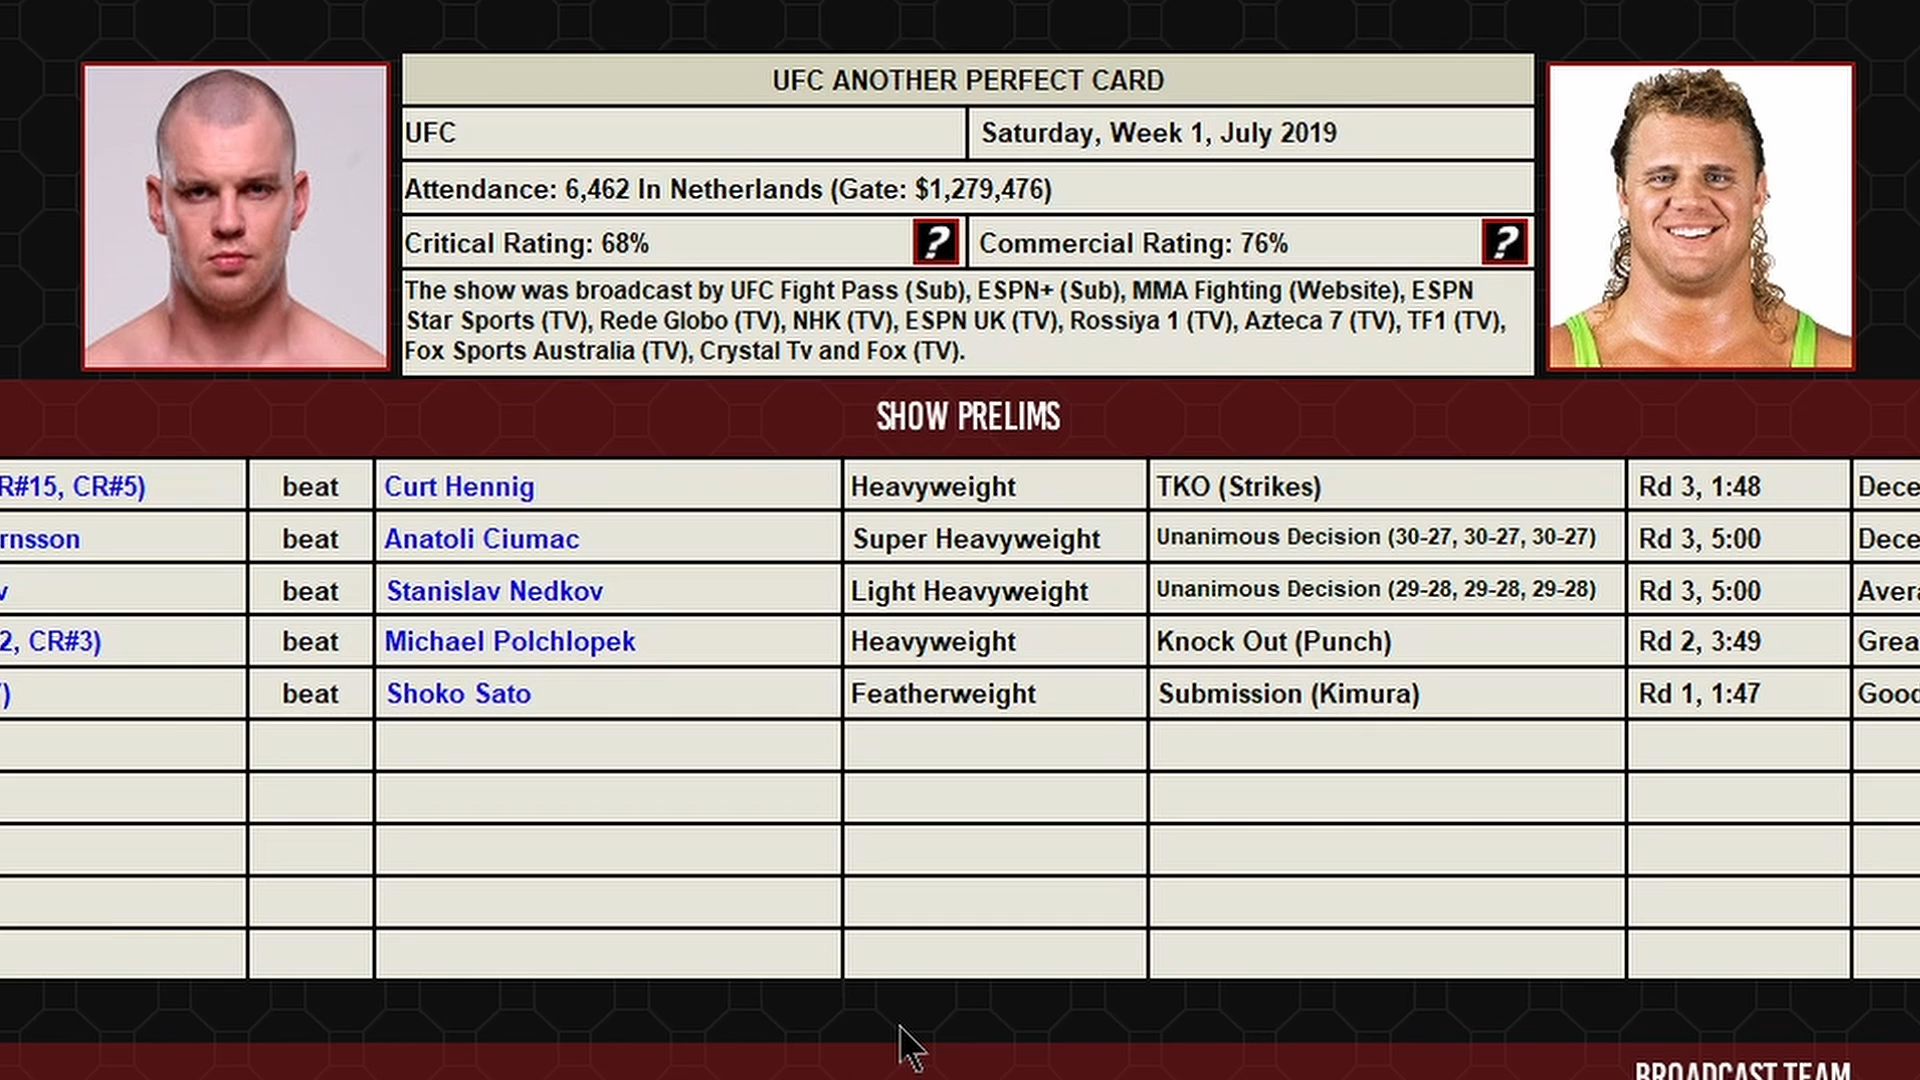 UFC ANOTHER PERFECT CARD
UFC
Saturday, Week 1, July 2019
Attendance: 6,462 In Netherlands (Gate: $1,279,476)
Critical Rating: 68%
?
Commercial Rating: 76%
?
The show was broadcast by UFC Fight Pass (Sub), ESPN+ (Sub), MMA Fighting (Website), ESPN
Star Sports (TV), Rede Globo (TV), NHK (TV), ESPN UK (TV), Rossiya 1 (TV), Azteca 7 (TV), TF1 (TV),
Fox Sports Australia (TV), Crystal Tv and Fox (TV).
SHOW PRELIMS
R#15, CR#5) beat Curt Hennig Heavyweight TKO (Strikes) Rd 3, 1:48 Dece
rnsson beat Anatoli Ciumac Super Heavyweight Unanimous Decision (30-27, 30-27, 30-27) Rd 3, 5:00 Dece
v beat Stanislav Nedkov Light Heavyweight Unanimous Decision (29-28, 29-28, 29-28) Rd 3, 5:00 Avera
2, CR#3) beat Michael Polchlopek Heavyweight Knock Out (Punch) Rd 2, 3:49 Grea
) beat Shoko Sato Featherweight Submission (Kimura) Rd 1, 1:47 Good
BROADCAST TEAM